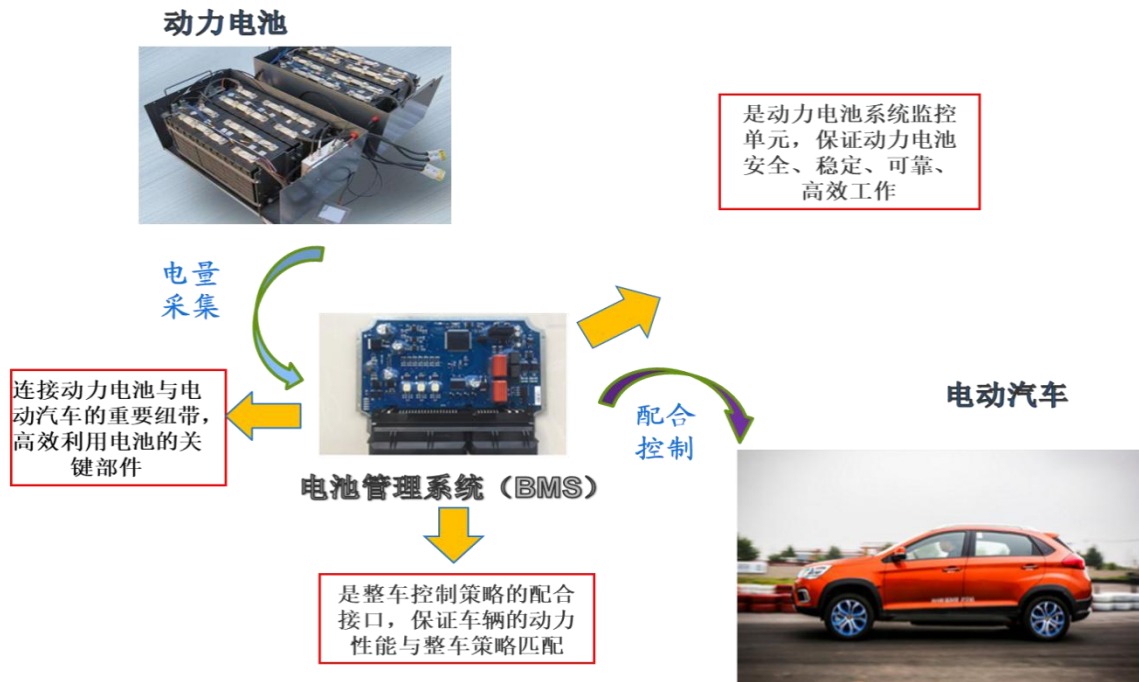 动力电池
是动力电池系统监控
单元，保证动力电池
安全、稳定、可靠、
高效工作
电量
采集
连接动力电池与电
动汽车的重要纽带，
高效利用电池的关
键部件
配合
控制
电动汽车
电池管理系统（BMS）
是整车控制策略的配合
接口，保证车辆的动力
性能与整车策略匹配